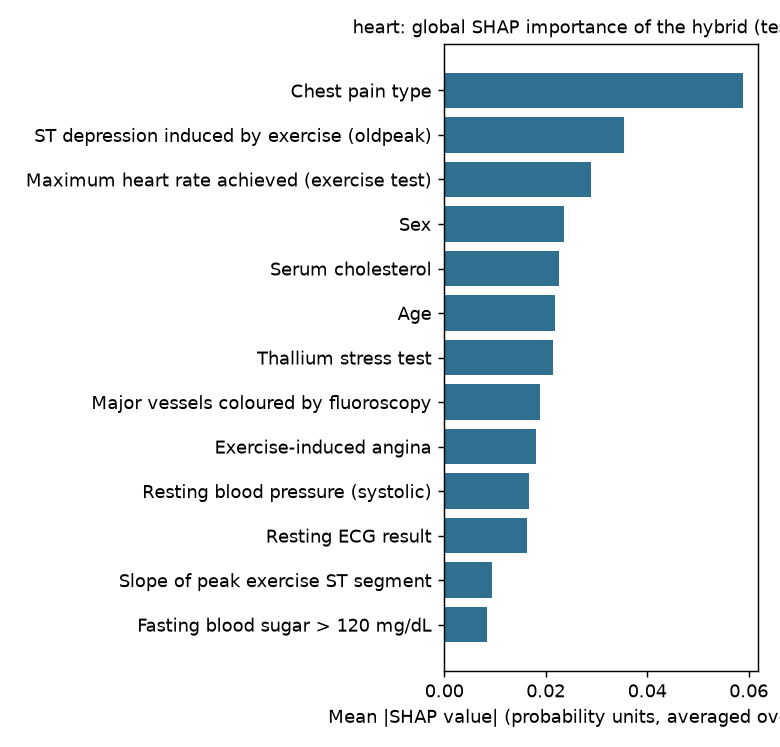 heart: global SHAP importance of the hybrid
Chest pain type
ST depression induced by exercise (oldpeak)
Maximum heart rate achieved (exercise test)
Sex
Serum cholesterol
Age
Thallium stress test
Major vessels coloured by fluoroscopy
Exercise-induced angina
Resting blood pressure (systolic)
Resting ECG result
Slope of peak exercise ST segment
Fasting blood sugar > 120 mg/dL
0.00 0.02 0.04 0.06
Mean |SHAP value| (probability units, averaged